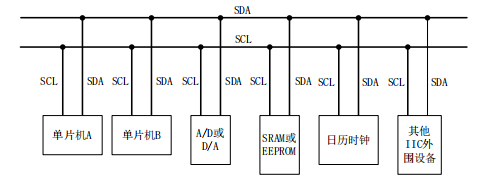 SDA
SCL
SCL SDA SCL SDA SCL SDA SCL SDA SCL SDA SCL SDA
单片机A
单片机B
A/D或
D/A
SRAM或
EEPROM
日历时钟
其他
IIC外
围设备